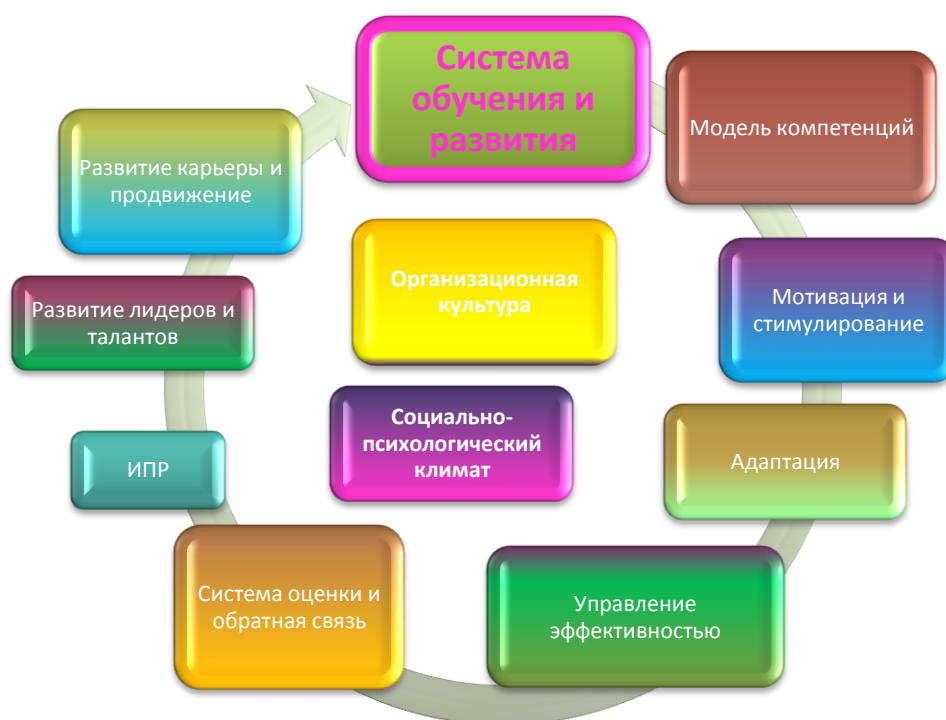 Система
обучения и
развития
Модель компетенций
Развитие карьеры и
продвижение
Организационная
культура
Мотивация и
стимулирование
Развитие лидеров и
талантов
Социально-
психологический
климат
Адаптация
ИПР
Система оценки и
обратная связь
Управление
эффективностью